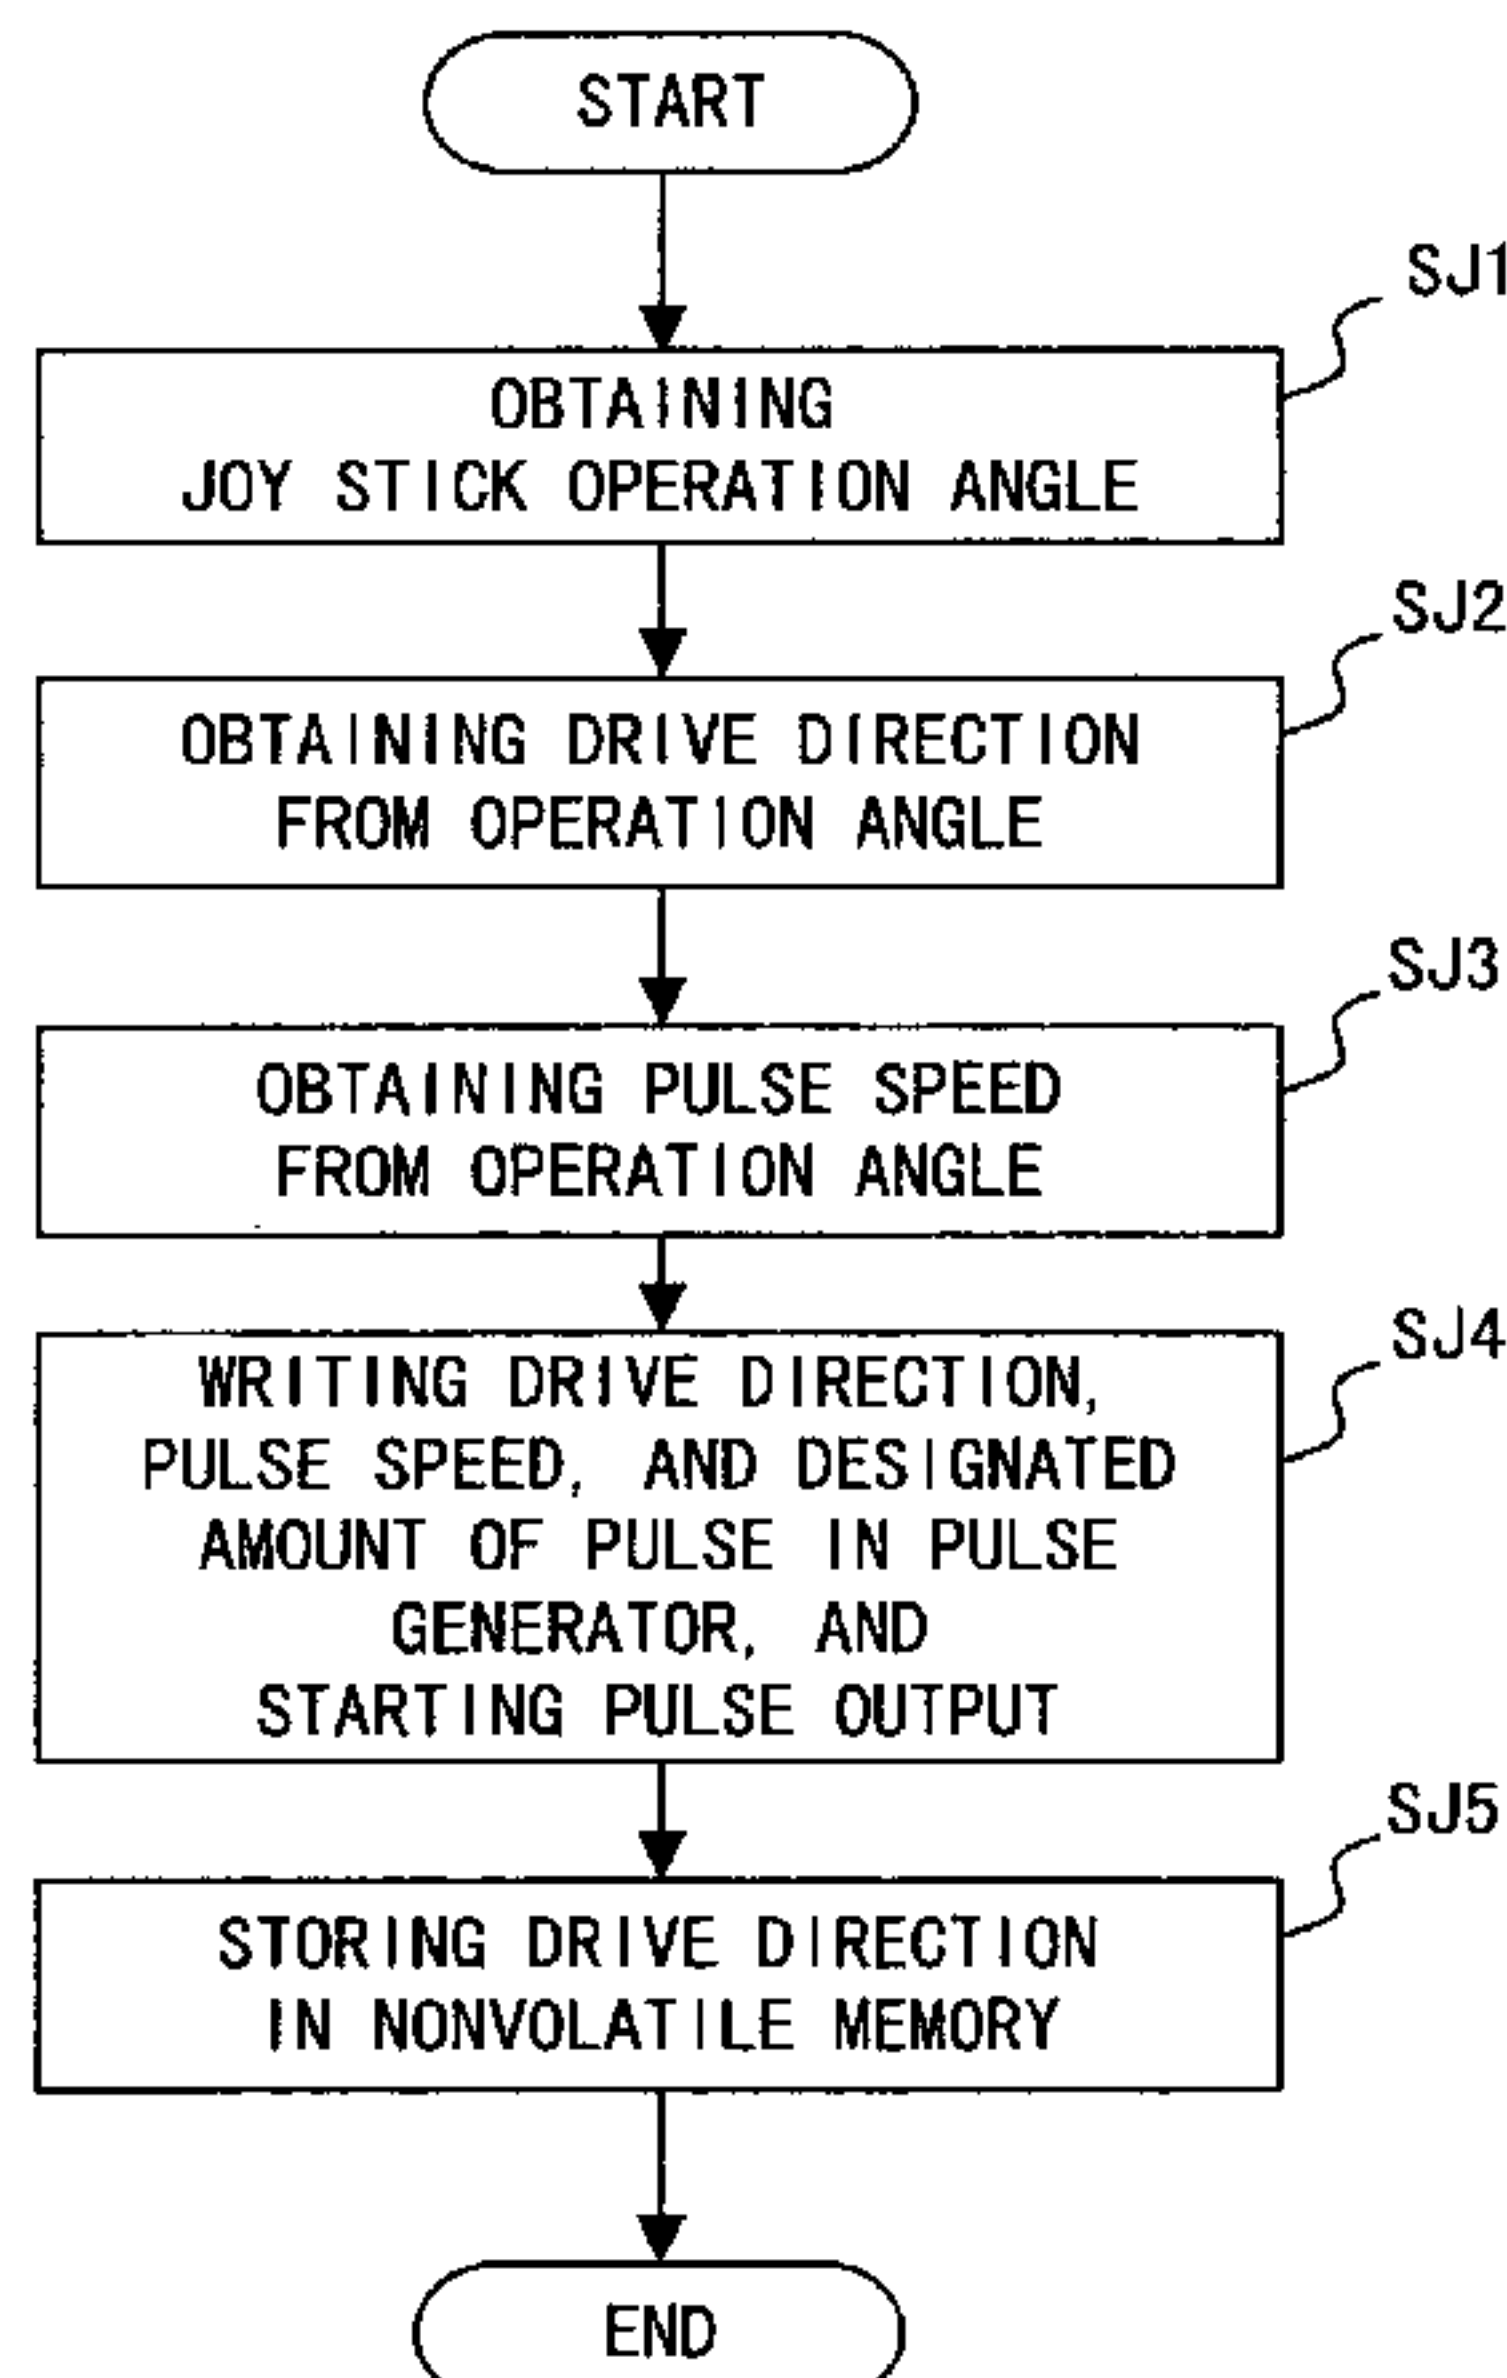 START
SJ1
OBTAINING
JOY STICK OPERATION ANGLE
SJ2
OBTAINING DRIVE DIRECTION
FROM OPERATION ANGLE
SJ3
OBTAINING PULSE SPEED
FROM OPERATION ANGLE
SJ4
WRITING DRIVE DIRECTION,
PULSE SPEED, AND DESIGNATED
AMOUNT OF PULSE IN PULSE
GENERATOR, AND
STARTING PULSE OUTPUT
SJ5
STORING DRIVE DIRECTION
IN NONVOLATILE MEMORY
END